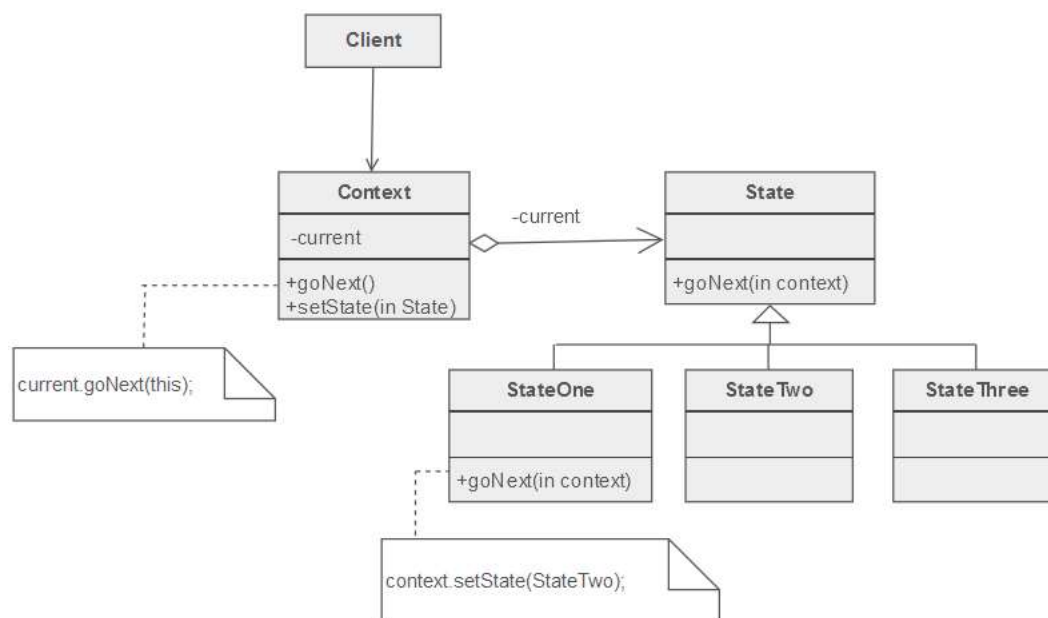 Client
Context
-current
+goNext()
+setState(in State)
-current
State
+goNext(in context)
current.goNext(this);
StateOne
+goNext(in context)
StateTwo
StateThree
context.setState(StateTwo);